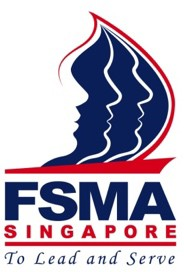 FSMA
SINGAPORE
To Lead and Serve